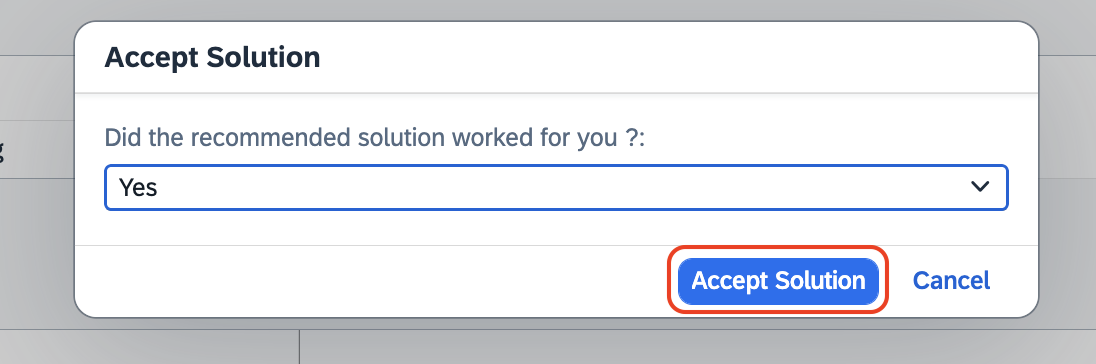 Accept Solution
Did the recommended solution worked for you ?:
Yes
Accept Solution
Cancel